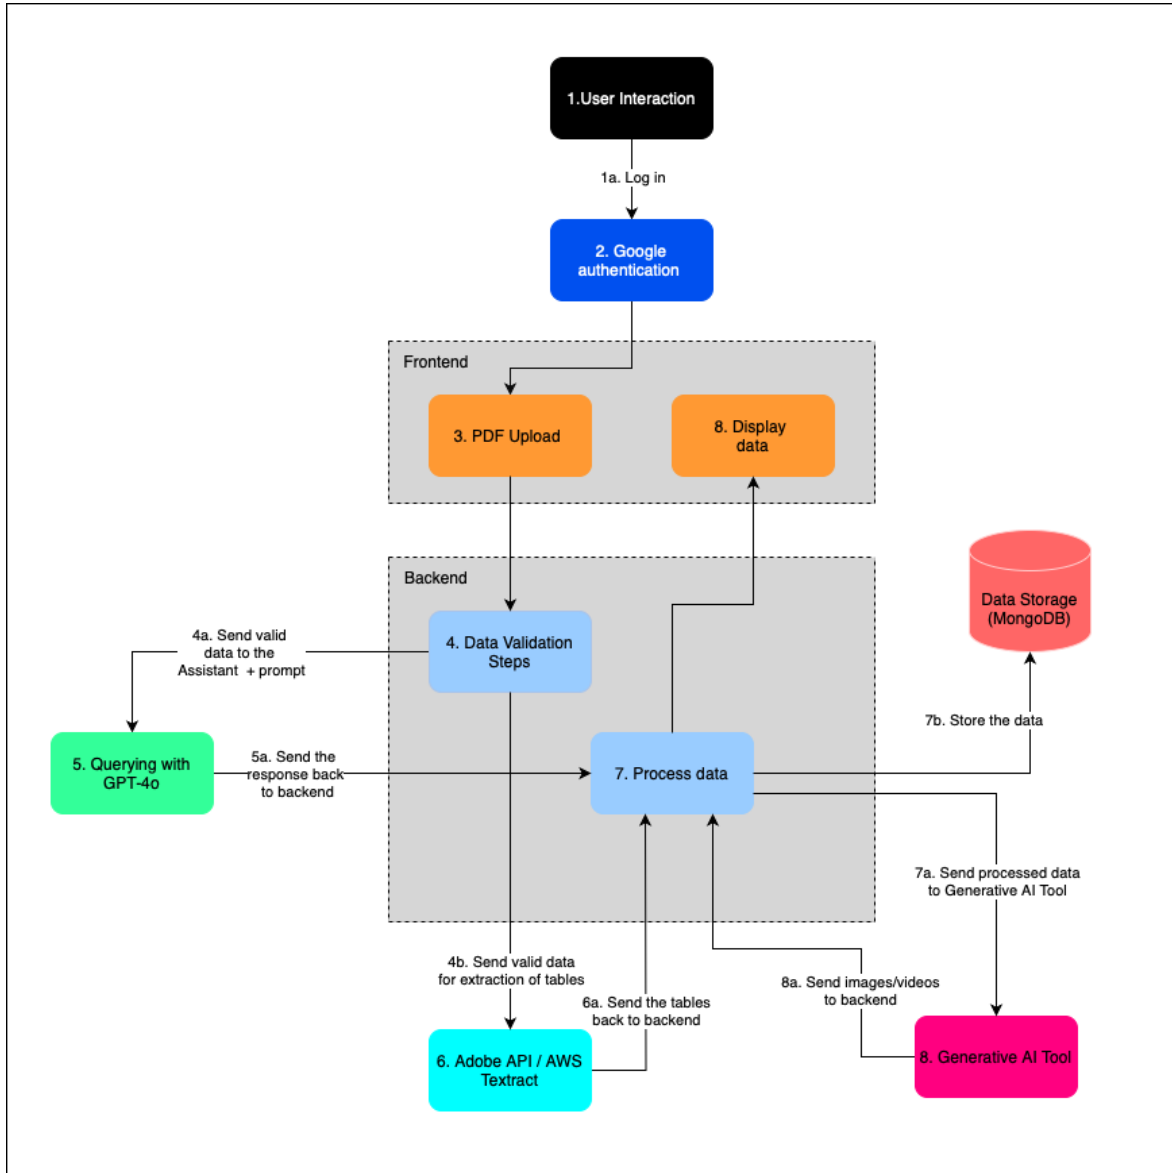 1.User Interaction
1a. Log in
2. Google
authentication
Frontend
3. PDF Upload
8. Display
data
Backend
4. Data Validation
Steps
4a. Send valid
data to the
Assistant + prompt
Data Storage
(MongoDB)
5. Querying with
GPT-4o
5a. Send the
response back
to backend
7. Process data
7b. Store the data
7a. Send processed data
to Generative AI Tool
4b. Send valid data
for extraction of tables
6a. Send the tables
back to backend
8a. Send images/videos
to backend
6. Adobe API / AWS
Textract
8. Generative AI Tool